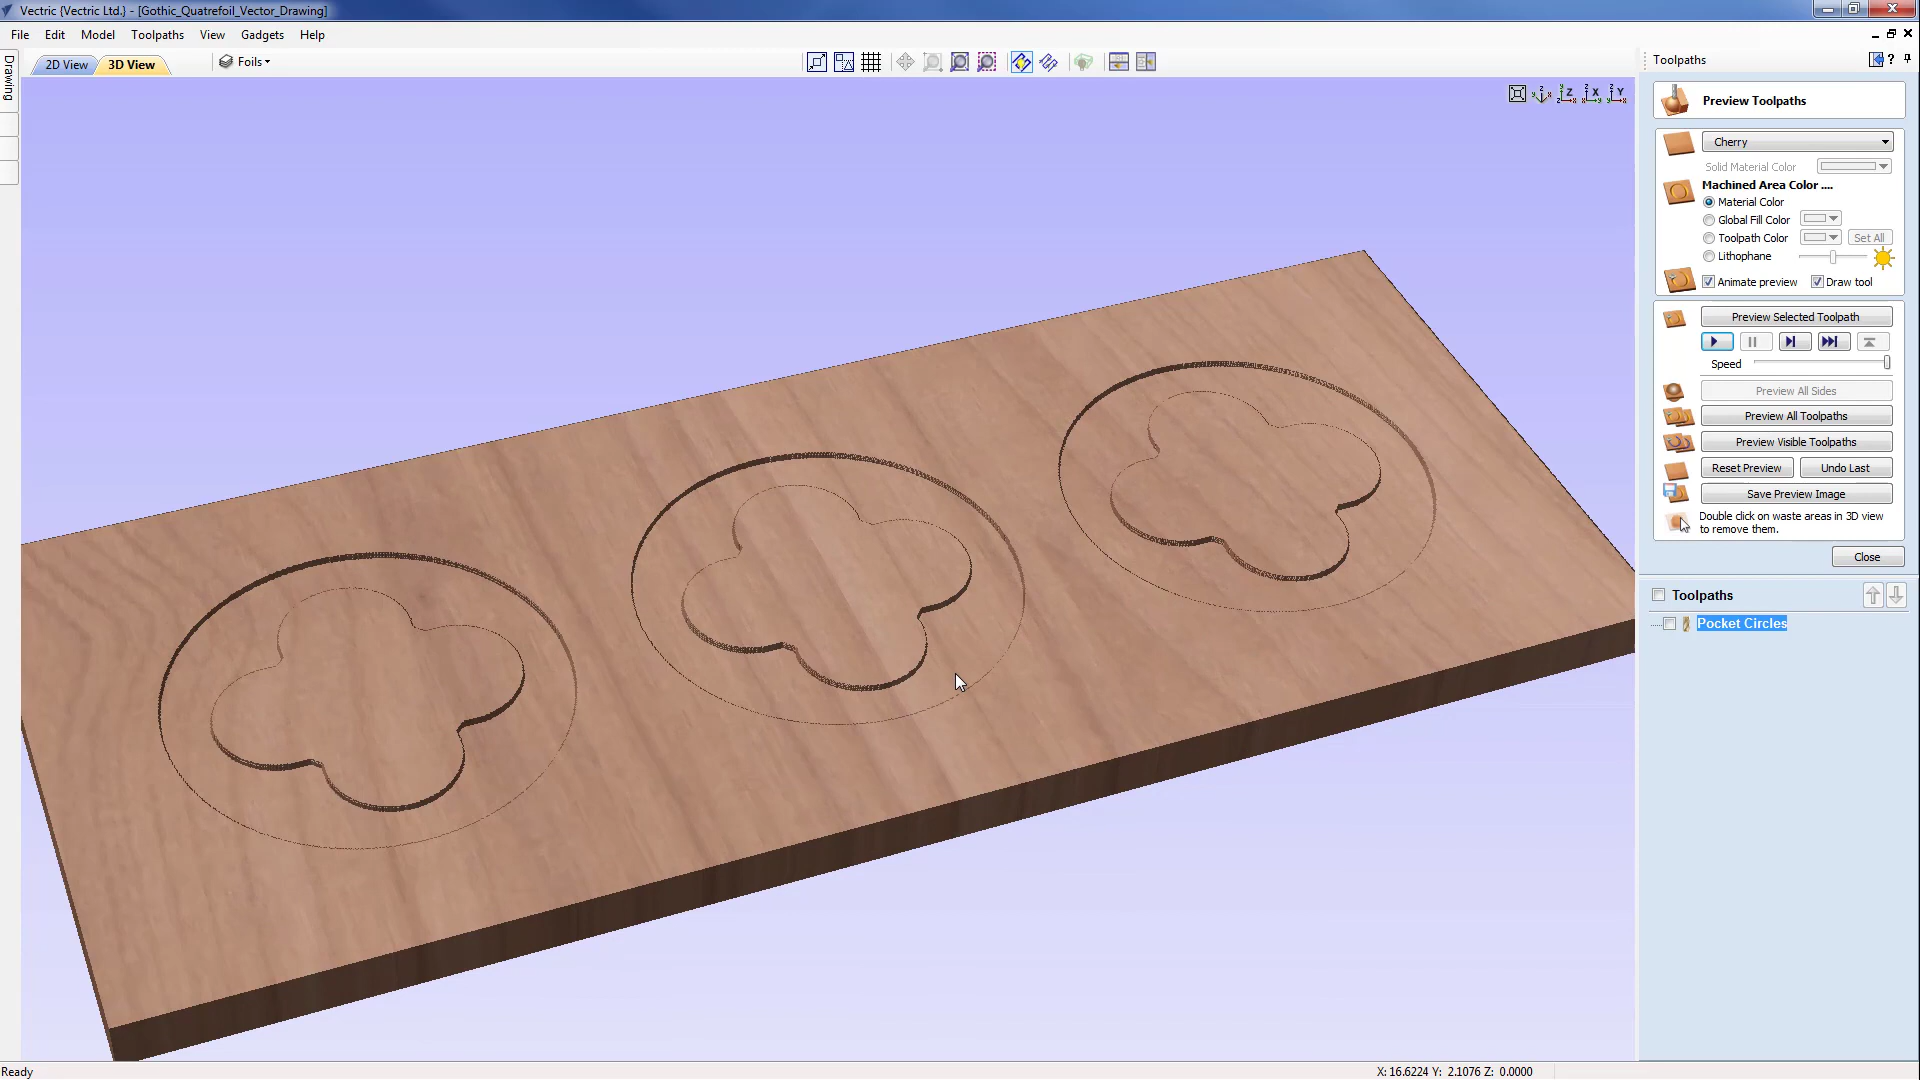 Vectric {Vectric Ltd.} - [Gothic_Quatrefoil_Vector_Drawing]
File Edit Model Toolpaths View Gadgets Help
Drawing
2D View 3D View Foils
Z X Y
Toolpaths
Preview Toolpaths
Cherry
Solid Material Color
Machined Area Color ....
Material Color
Global Fill Color
Toolpath Color Set All
Lithophane
Animate preview Draw tool
Preview Selected Toolpath
Speed
Preview All Sides
Preview All Toolpaths
Preview Visible Toolpaths
Reset Preview Undo Last
Save Preview Image
Double click on waste areas in 3D view
to remove them.
Close
Toolpaths
Pocket Circles
Ready X: 16.6224 Y: 2.1076 Z: 0.0000